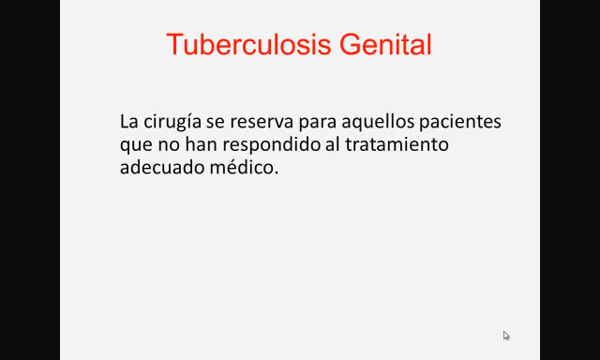 Tuberculosis Genital
La cirugía se reserva para aquellos pacientes
que no han respondido al tratamiento
adecuado médico.